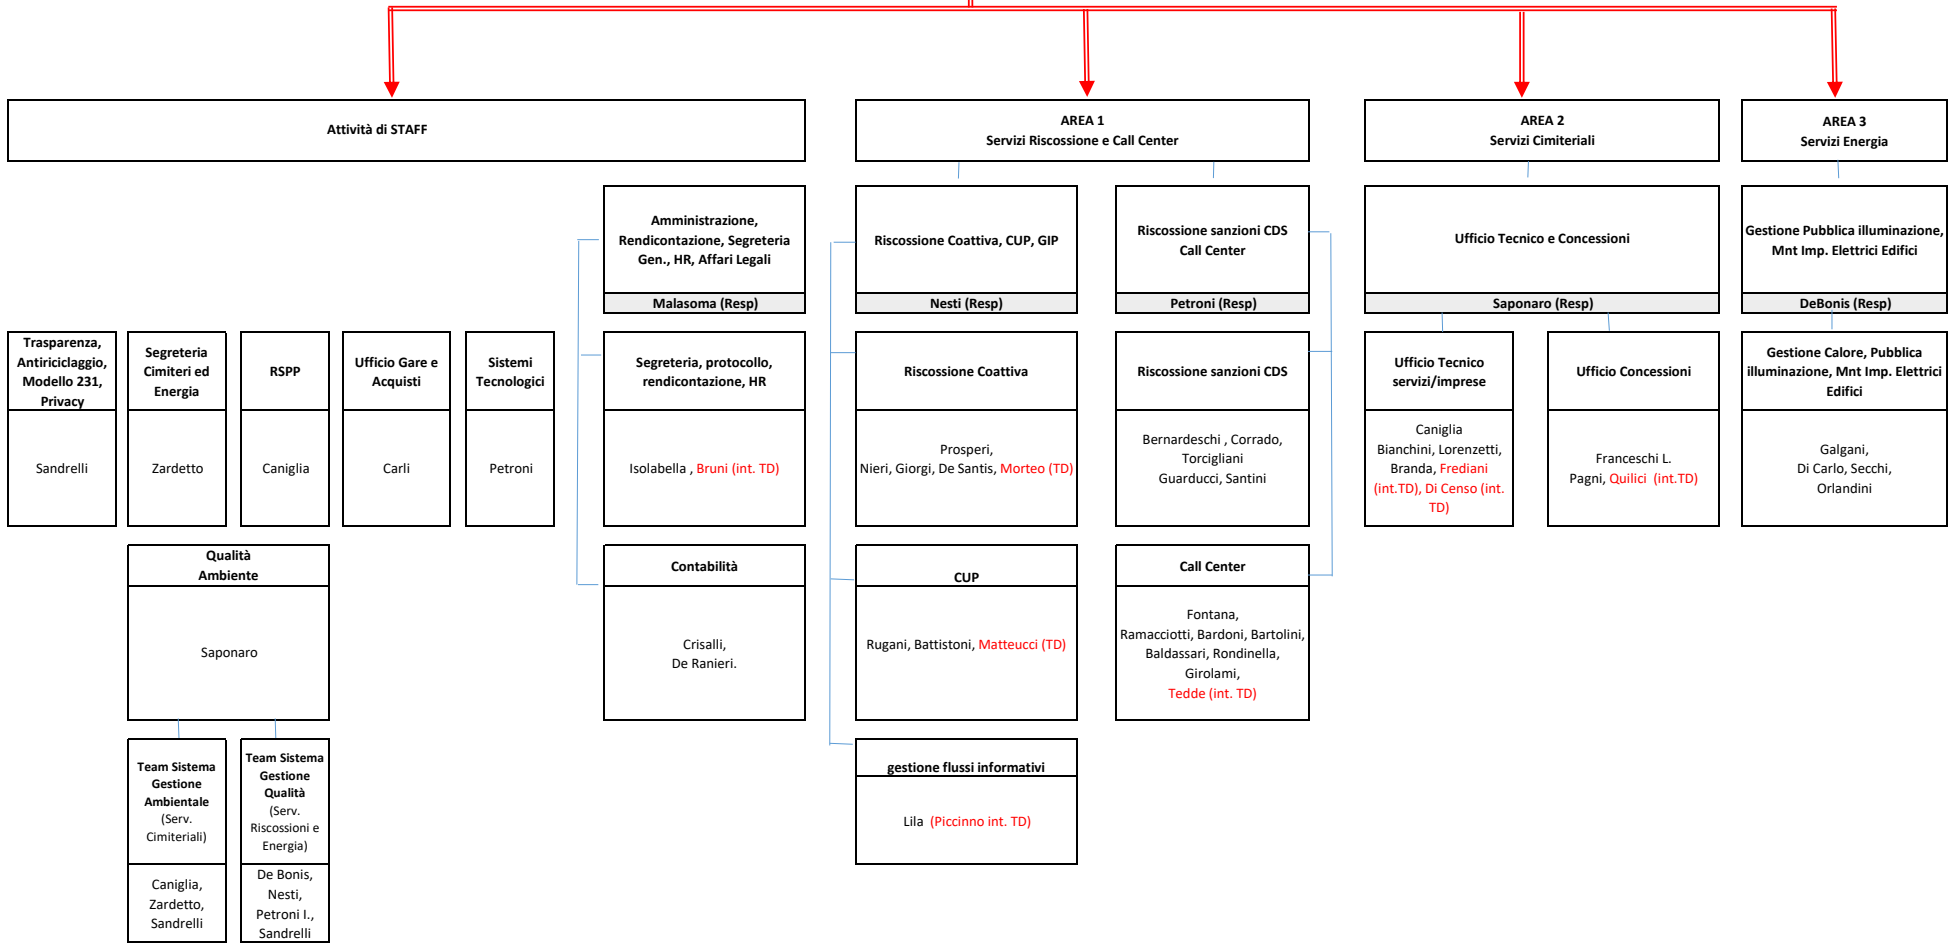 Attività di STAFF
AREA 1
Servizi Riscossione e Call Center
AREA 2
Servizi Cimiteriali
AREA 3
Servizi Energia
Amministrazione,
Rendicontazione, Segreteria
Gen., HR, Affari Legali
Malasoma (Resp)
Riscossione Coattiva, CUP, GIP
Nesti (Resp)
Riscossione sanzioni CDS
Call Center
Petroni (Resp)
Ufficio Tecnico e Concessioni
Saponaro (Resp)
Gestione Pubblica illuminazione,
Mnt Imp. Elettrici Edifici
DeBonis (Resp)
Trasparenza,
Antiriciclaggio,
Modello 231,
Privacy
Sandrelli
Segreteria
Cimiteri ed
Energia
Zardetto
RSPP
Caniglia
Ufficio Gare e
Acquisti
Carli
Sistemi
Tecnologici
Petroni
Segreteria, protocollo,
rendicontazione, HR
Isolabella , Bruni (int. TD)
Riscossione Coattiva
Prosperi,
Nieri, Giorgi, De Santis, Morteo (TD)
Riscossione sanzioni CDS
Bernardeschi , Corrado,
Torcigliani
Guarducci, Santini
Ufficio Tecnico
servizi/imprese
Caniglia
Bianchini, Lorenzetti,
Branda, Frediani
(int.TD), Di Censo (int.
TD)
Ufficio Concessioni
Franceschi L.
Pagni, Quilici  (int.TD)
Gestione Calore, Pubblica
illuminazione, Mnt Imp. Elettrici
Edifici
Galgani,
Di Carlo, Secchi,
Orlandini
Qualità
Ambiente
Saponaro
Contabilità
Crisalli,
De Ranieri.
CUP
Rugani, Battistoni, Matteucci (TD)
Call Center
Fontana,
Ramacciotti, Bardoni, Bartolini,
Baldassari, Rondinella,
Girolami,
Tedde (int. TD)
Team Sistema
Gestione
Ambientale
(Serv.
Cimiteriali)
Caniglia,
Zardetto,
Sandrelli
Team Sistema
Gestione
Qualità
(Serv.
Riscossioni e
Energia)
De Bonis,
Nesti,
Petroni I.,
Sandrelli
gestione flussi informativi
Lila  (Piccinno int. TD)